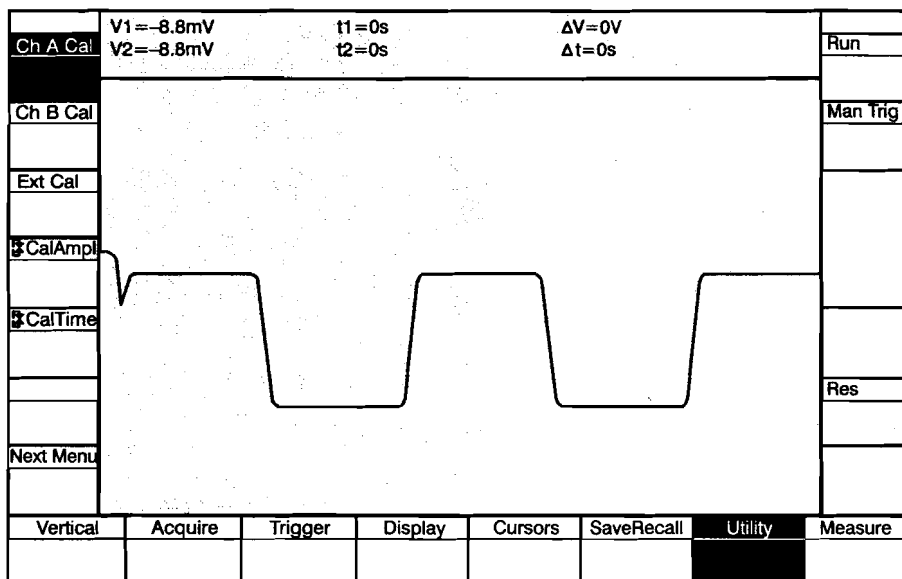 V1=–8.8mV t1=0s ΔV=0V
V2=–8.8mV t2=0s Δt=0s
Ch A Cal
Ch B Cal
Ext Cal
CalAmpl
CalTime
Next Menu
Run
Man Trig
Res
Vertical Acquire Trigger Display Cursors SaveRecall Utility Measure